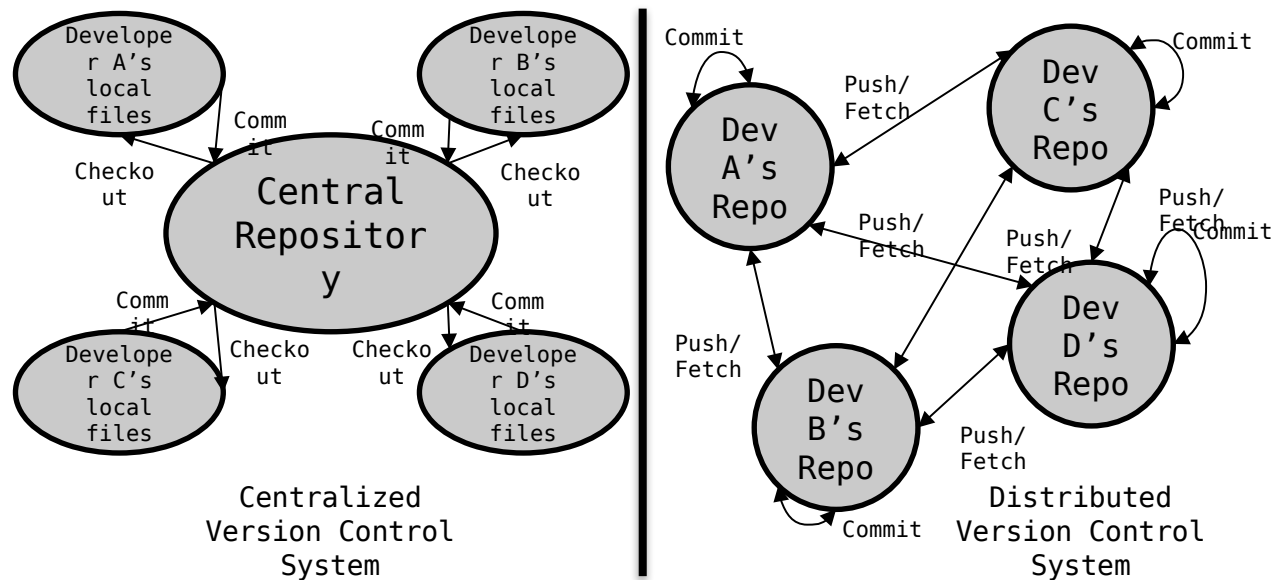 Develope
r A's
local
files
Develope
r B's
local
files
Comm
it
Comm
it
Checko
ut
Checko
ut
Central
Repositor
y
Comm
it
Comm
it
Checko
ut
Checko
ut
Develope
r C's
local
files
Develope
r D's
local
files
Centralized
Version Control
System
Commit
Commit
Push/
Fetch
Dev
C’s
Repo
Dev
A’s
Repo
Push/
Fetch
Push/
Fetch
Push/
Fetch
Commit
Push/
Fetch
Dev
D’s
Repo
Dev
B’s
Repo
Push/
Fetch
Commit
Distributed
Version Control
System